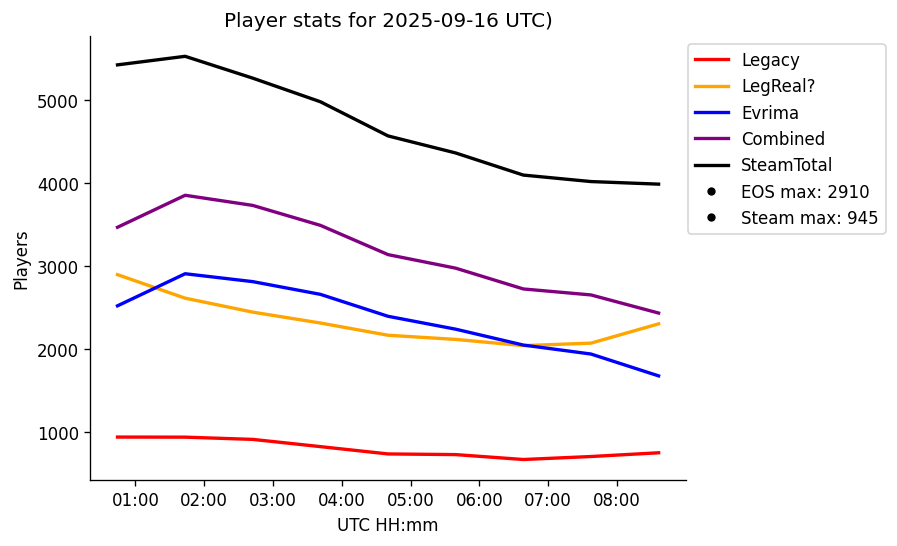 Player stats for 2025-09-16 UTC)
Legacy
LegReal?
Evrima
Combined
SteamTotal
EOS max: 2910
Steam max: 945
Players
5000
4000
3000
2000
1000
01:00 02:00 03:00 04:00 05:00 06:00 07:00 08:00
UTC HH:mm